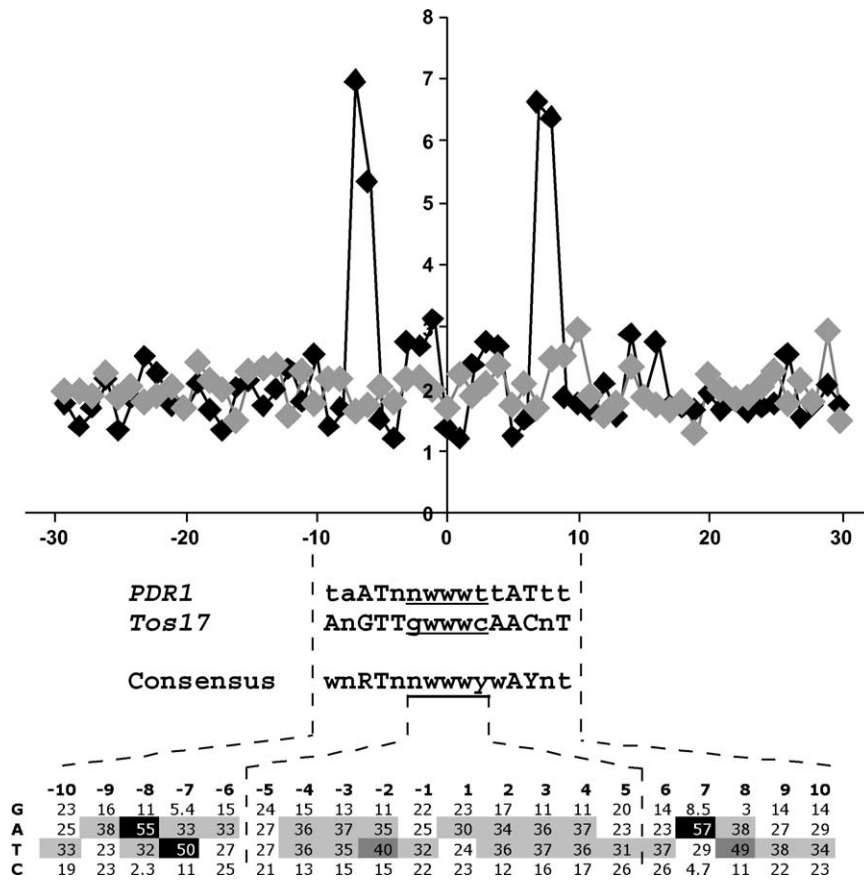 8
7
6
5
4
3
2
1
0
-30 -20 -10 0 10 20 30
PDR1 taATnnwwwttATtt
Tos17 AnGTTgwwwcAACnT
Consensus wnRTnnwwwywAYnt
-10 -9 -8 -7 -6 -5 -4 -3 -2 -1 1 2 3 4 5 6 7 8 9 10
G 23 16 11 5.4 15 24 15 13 11 22 23 17 11 11 20 14 8.5 3 14 14
A 25 38 55 33 33 27 36 37 35 25 30 34 36 37 23 23 57 38 27 29
T 33 23 32 50 27 27 36 35 40 32 24 36 37 36 31 37 29 49 38 34
C 19 23 2.3 11 25 21 13 15 15 22 23 12 16 17 26 26 4.7 11 22 23